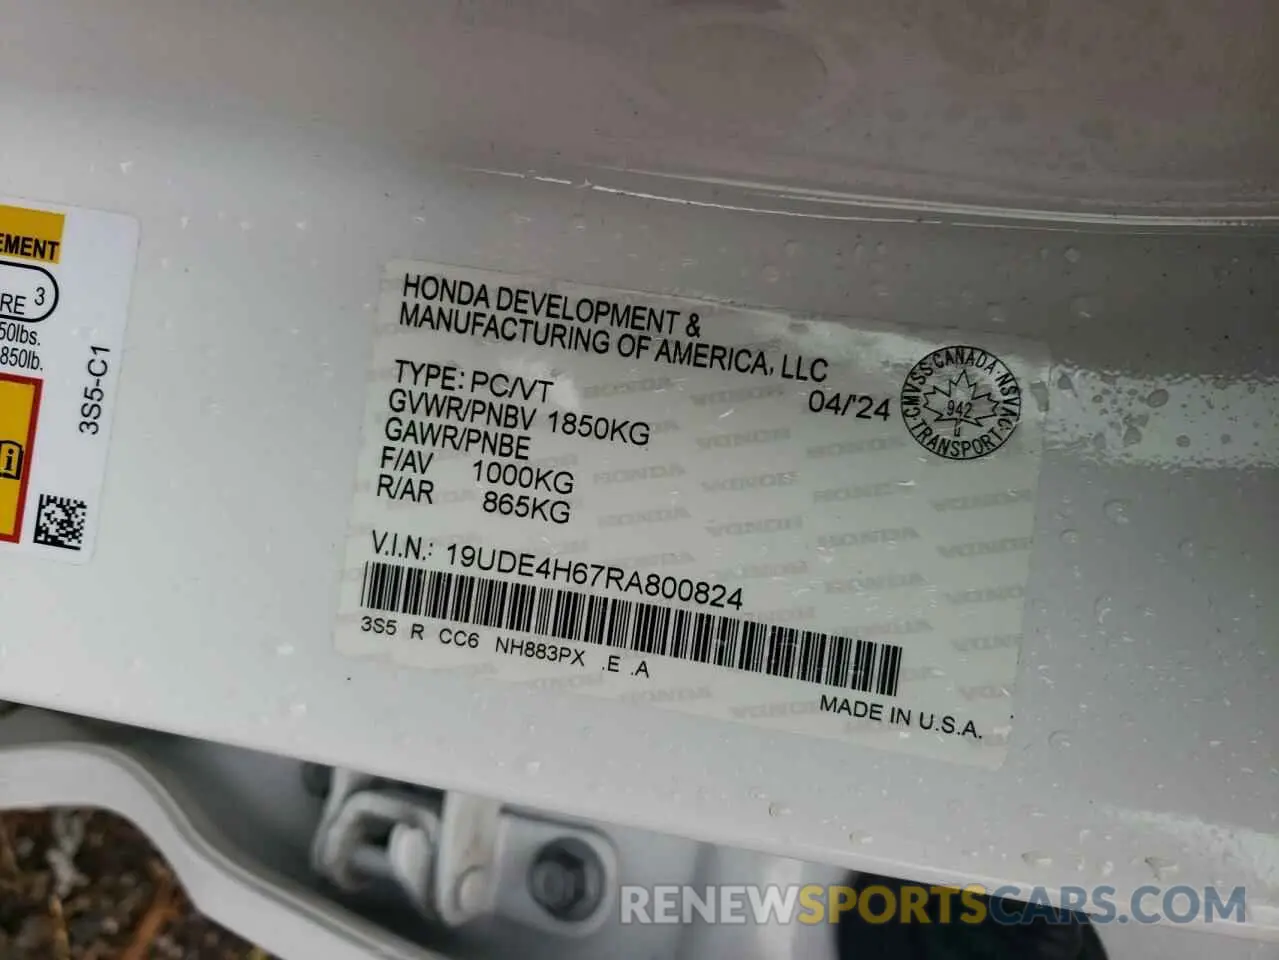 EMENT
RE 3
50lbs.
850lb.
3S5-C1
HONDA DEVELOPMENT &
MANUFACTURING OF AMERICA, LLC
04/'24
TYPE: PC/VT
GVWR/PNBV 1850KG
GAWR/PNBE
F/AV 1000KG
R/AR 865KG
CMVSS·CANADA·NSVAC
942
u
·TRANSPORT·
V.I.N.: 19UDE4H67RA800824
3S5 R CC6 NH883PX .E .A
MADE IN U.S.A.
RENEWSPORTSCARS.COM